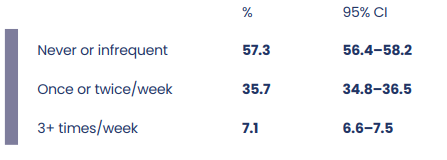 % 95% CI
Never or infrequent 57.3 56.4–58.2
Once or twice/week 35.7 34.8–36.5
3+ times/week 7.1 6.6–7.5